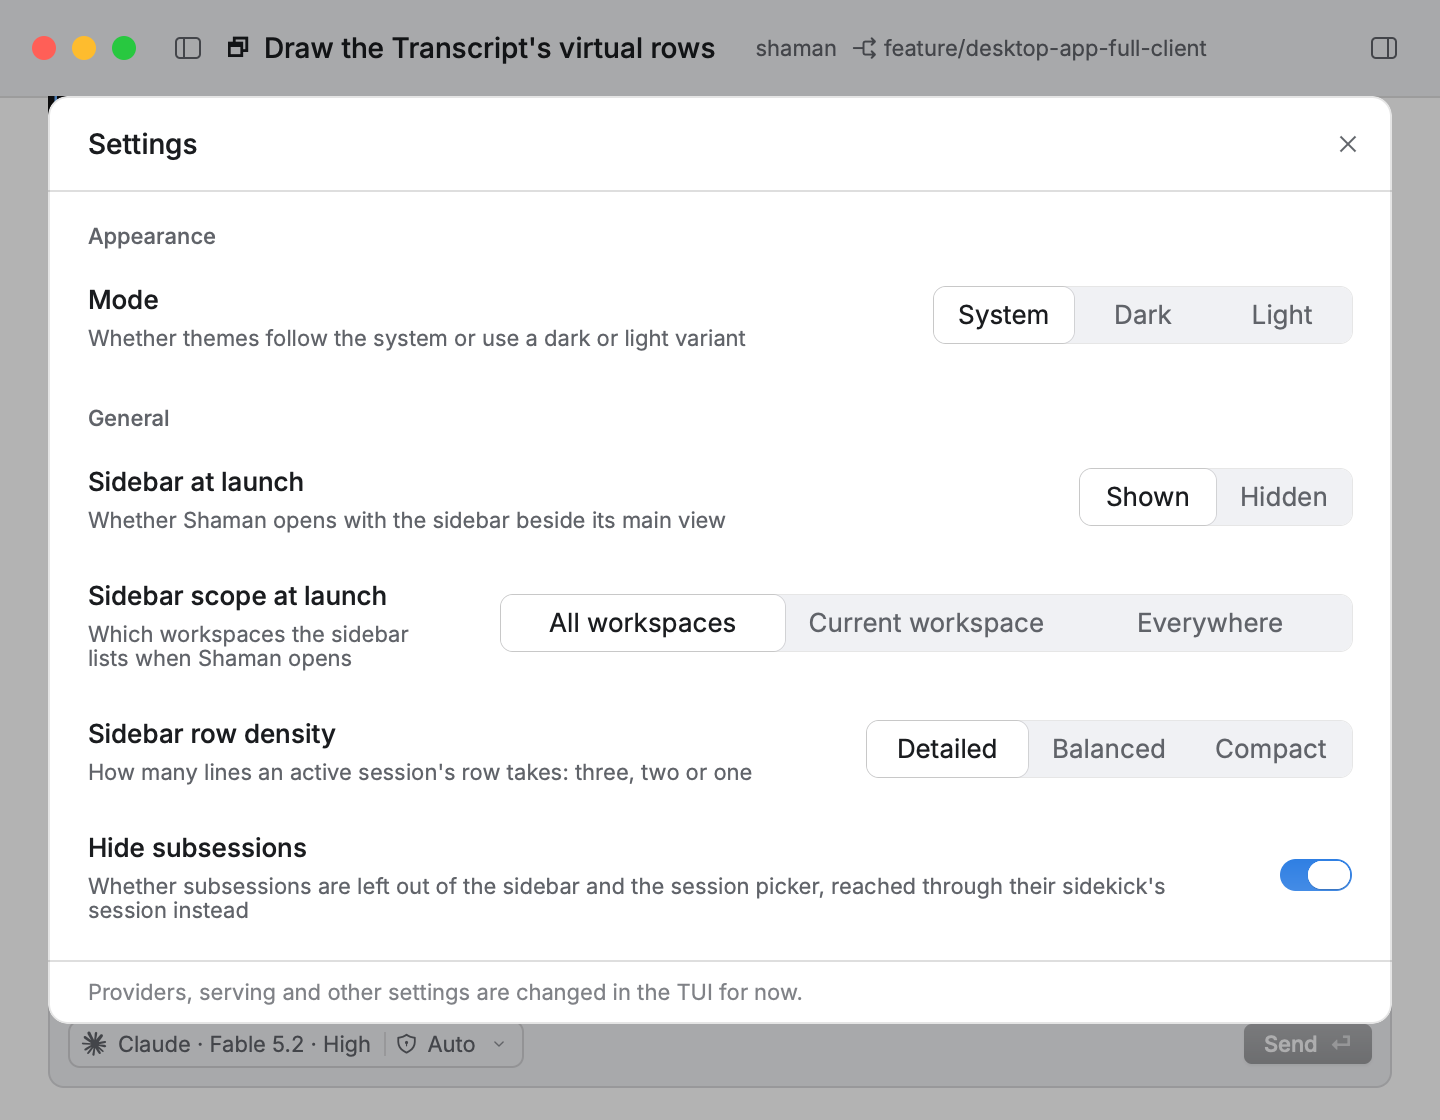 Draw the Transcript's virtual rows shaman feature/desktop-app-full-client
Settings
Appearance
Mode
Whether themes follow the system or use a dark or light variant
System Dark Light
General
Sidebar at launch
Whether Shaman opens with the sidebar beside its main view
Shown Hidden
Sidebar scope at launch
Which workspaces the sidebar
lists when Shaman opens
All workspaces Current workspace Everywhere
Sidebar row density
How many lines an active session's row takes: three, two or one
Detailed Balanced Compact
Hide subsessions
Whether subsessions are left out of the sidebar and the session picker, reached through their sidekick's
session instead
Providers, serving and other settings are changed in the TUI for now.
Claude · Fable 5.2 · High Auto Send